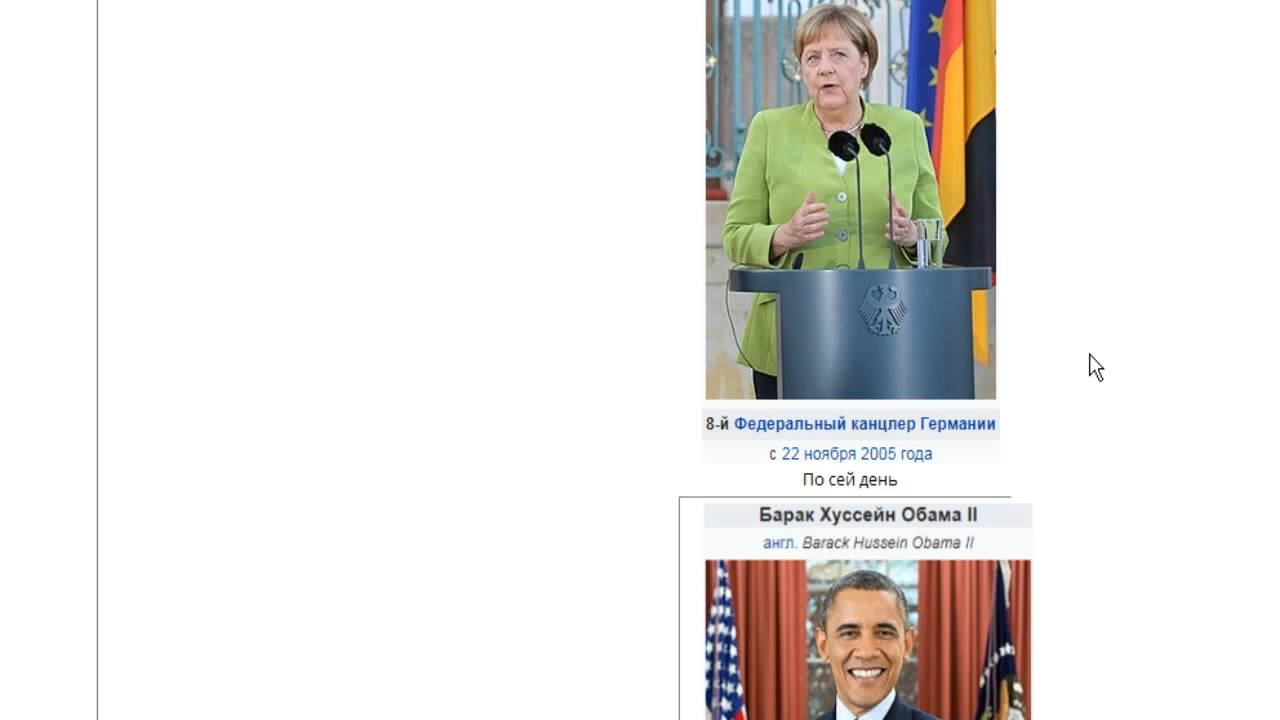 8-й Федеральный канцлер Германии
с 22 ноября 2005 года
По сей день
Барак Хуссейн Обама II
англ. Barack Hussein Obama II